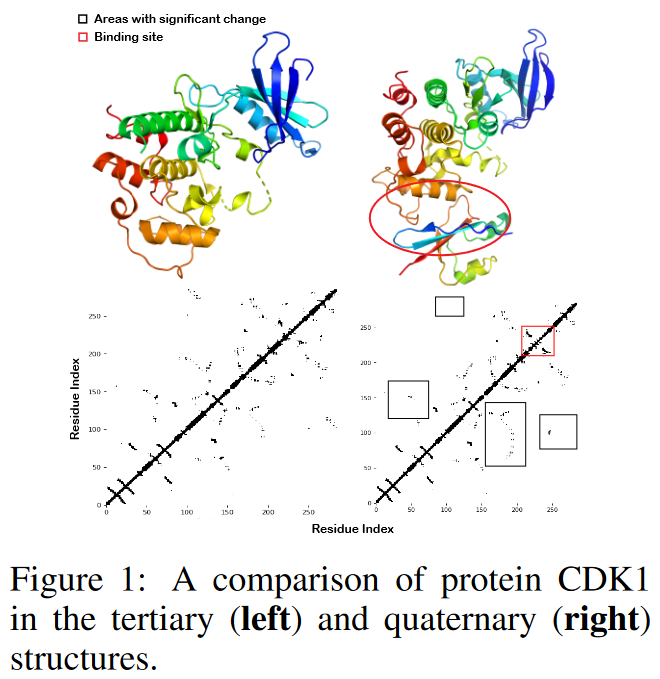 Areas with significant change
Binding site
250
200
150
100
50
0
0 50 100 150 200 250
250
200
150
100
50
0
0 50 100 150 200 250
Residue Index
Residue Index
Figure 1: A comparison of protein CDK1
in the tertiary (left) and quaternary (right)
structures.